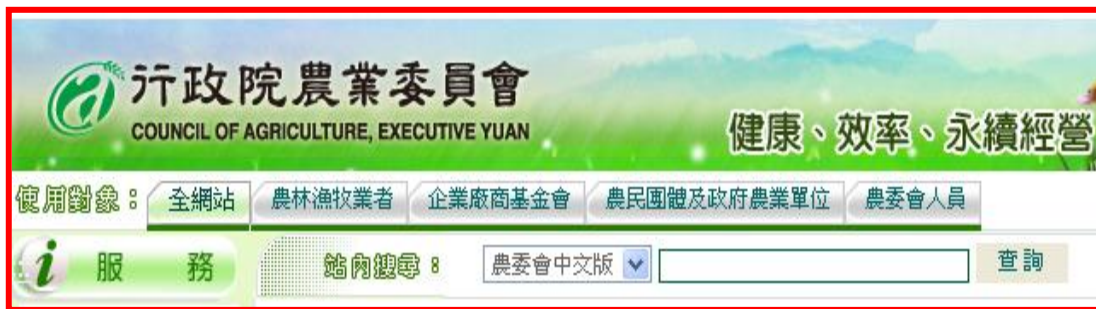 行政院農業委員會
COUNCIL OF AGRICULTURE, EXECUTIVE YUAN
健康、效率、永續經營
使用對象： 全網站 農林漁牧業者 企業廠商基金會 農民團體及政府農業單位 農委會人員
i 服 務 站內搜尋： 農委會中文版 查詢